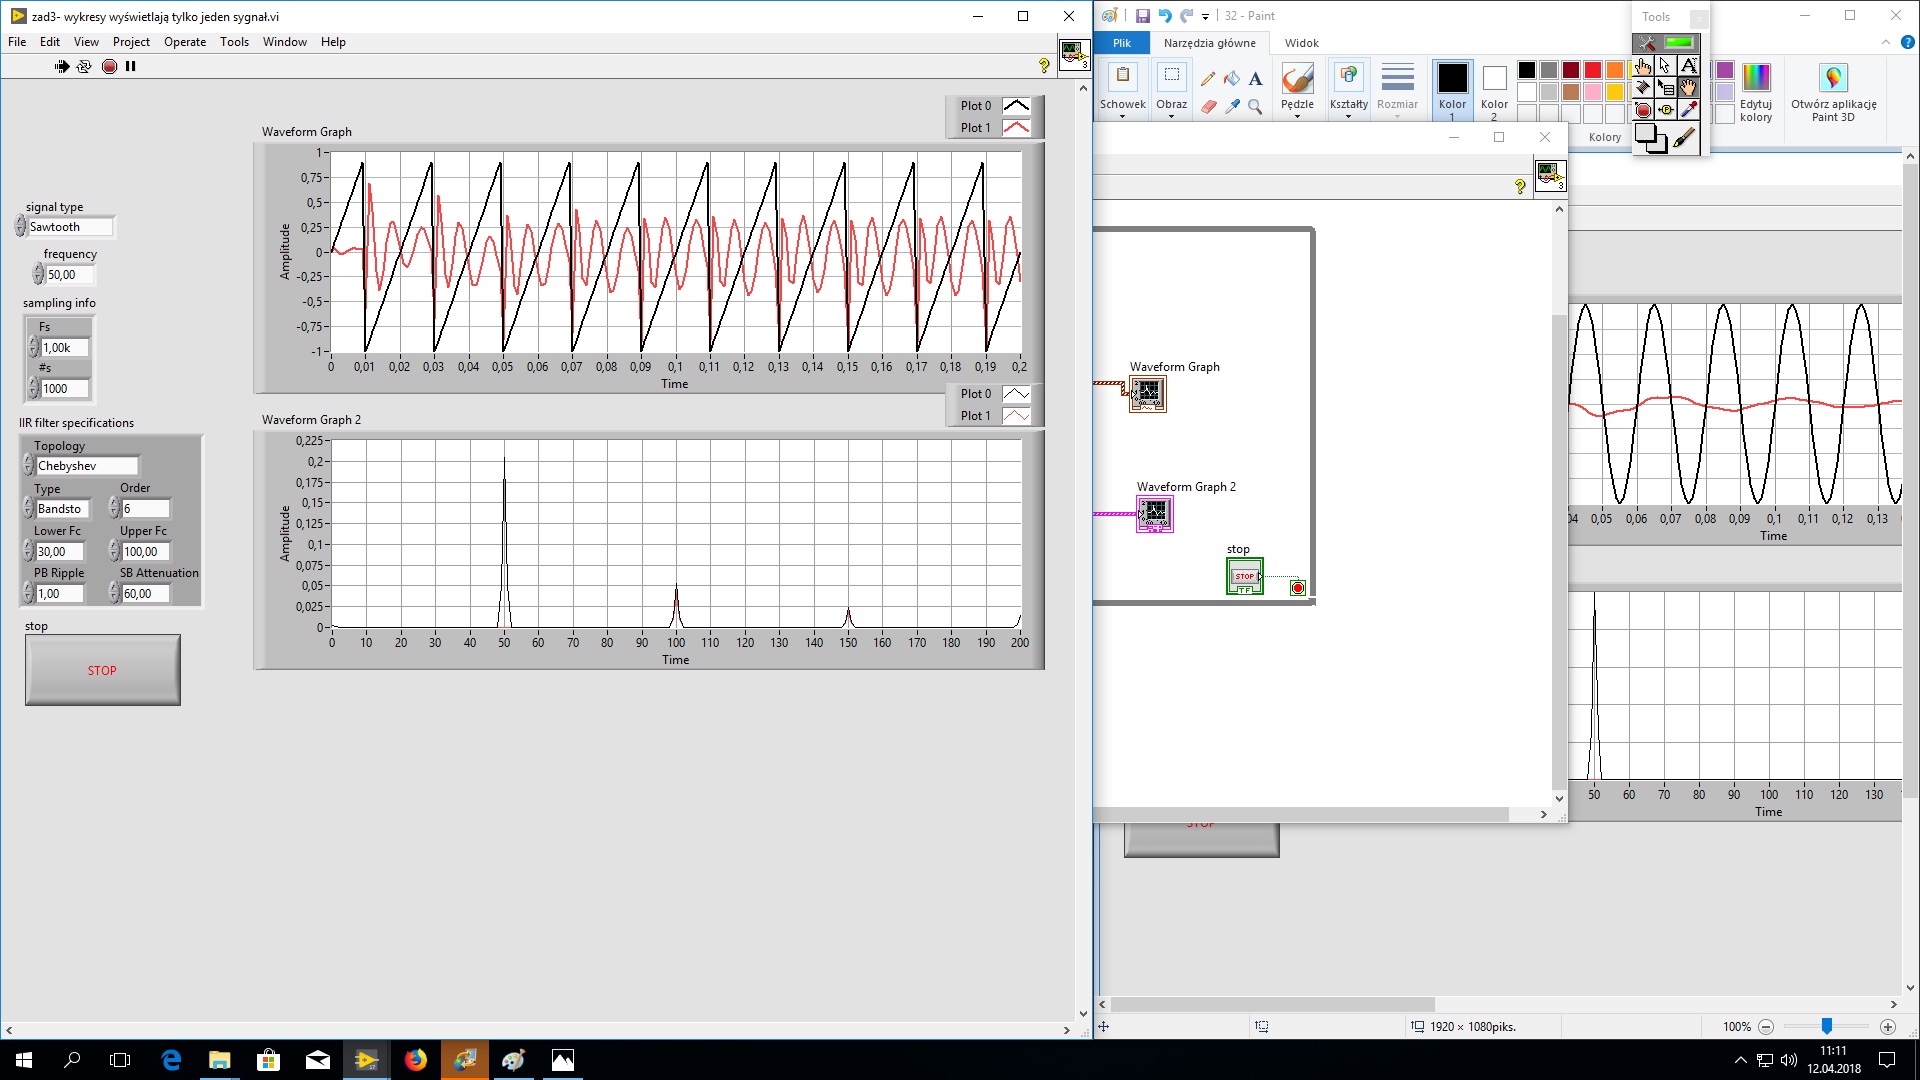 zad3- wykresy wyświetlają tylko jeden sygnał.vi
File Edit View Project Operate Tools Window Help
Plot 0
Plot 1
Waveform Graph
1
0,75
0,5
0,25
0
-0,25
-0,5
-0,75
-1
Amplitude
0 0,01 0,02 0,03 0,04 0,05 0,06 0,07 0,08 0,09 0,1 0,11 0,12 0,13 0,14 0,15 0,16 0,17 0,18 0,19 0,2
Time
signal type
Sawtooth
frequency
50,00
sampling info
Fs
1,00k
#s
1000
IIR filter specifications
Topology
Chebyshev
Type Order
Bandsto 6
Lower Fc Upper Fc
30,00 100,00
PB Ripple SB Attenuation
1,00 60,00
stop
STOP
Plot 0
Plot 1
Waveform Graph 2
0,225
0,2
0,175
0,15
0,125
0,1
0,075
0,05
0,025
0
Amplitude
0 10 20 30 40 50 60 70 80 90 100 110 120 130 140 150 160 170 180 190 200
Time
32 - Paint
Plik Narzędzia główne Widok
Schowek Obraz Pędzle Kształty Rozmiar Kolor 1 Kolor 2 Edytuj kolory Otwórz aplikację Paint 3D
Kolory
Tools
Waveform Graph
Waveform Graph 2
stop
STOP
TF
04 0,05 0,06 0,07 0,08 0,09 0,1 0,11 0,12 0,13
Time
50 60 70 80 90 100 110 120 130
Time
STOP
1920 × 1080piks.
100%
11:11
12.04.2018